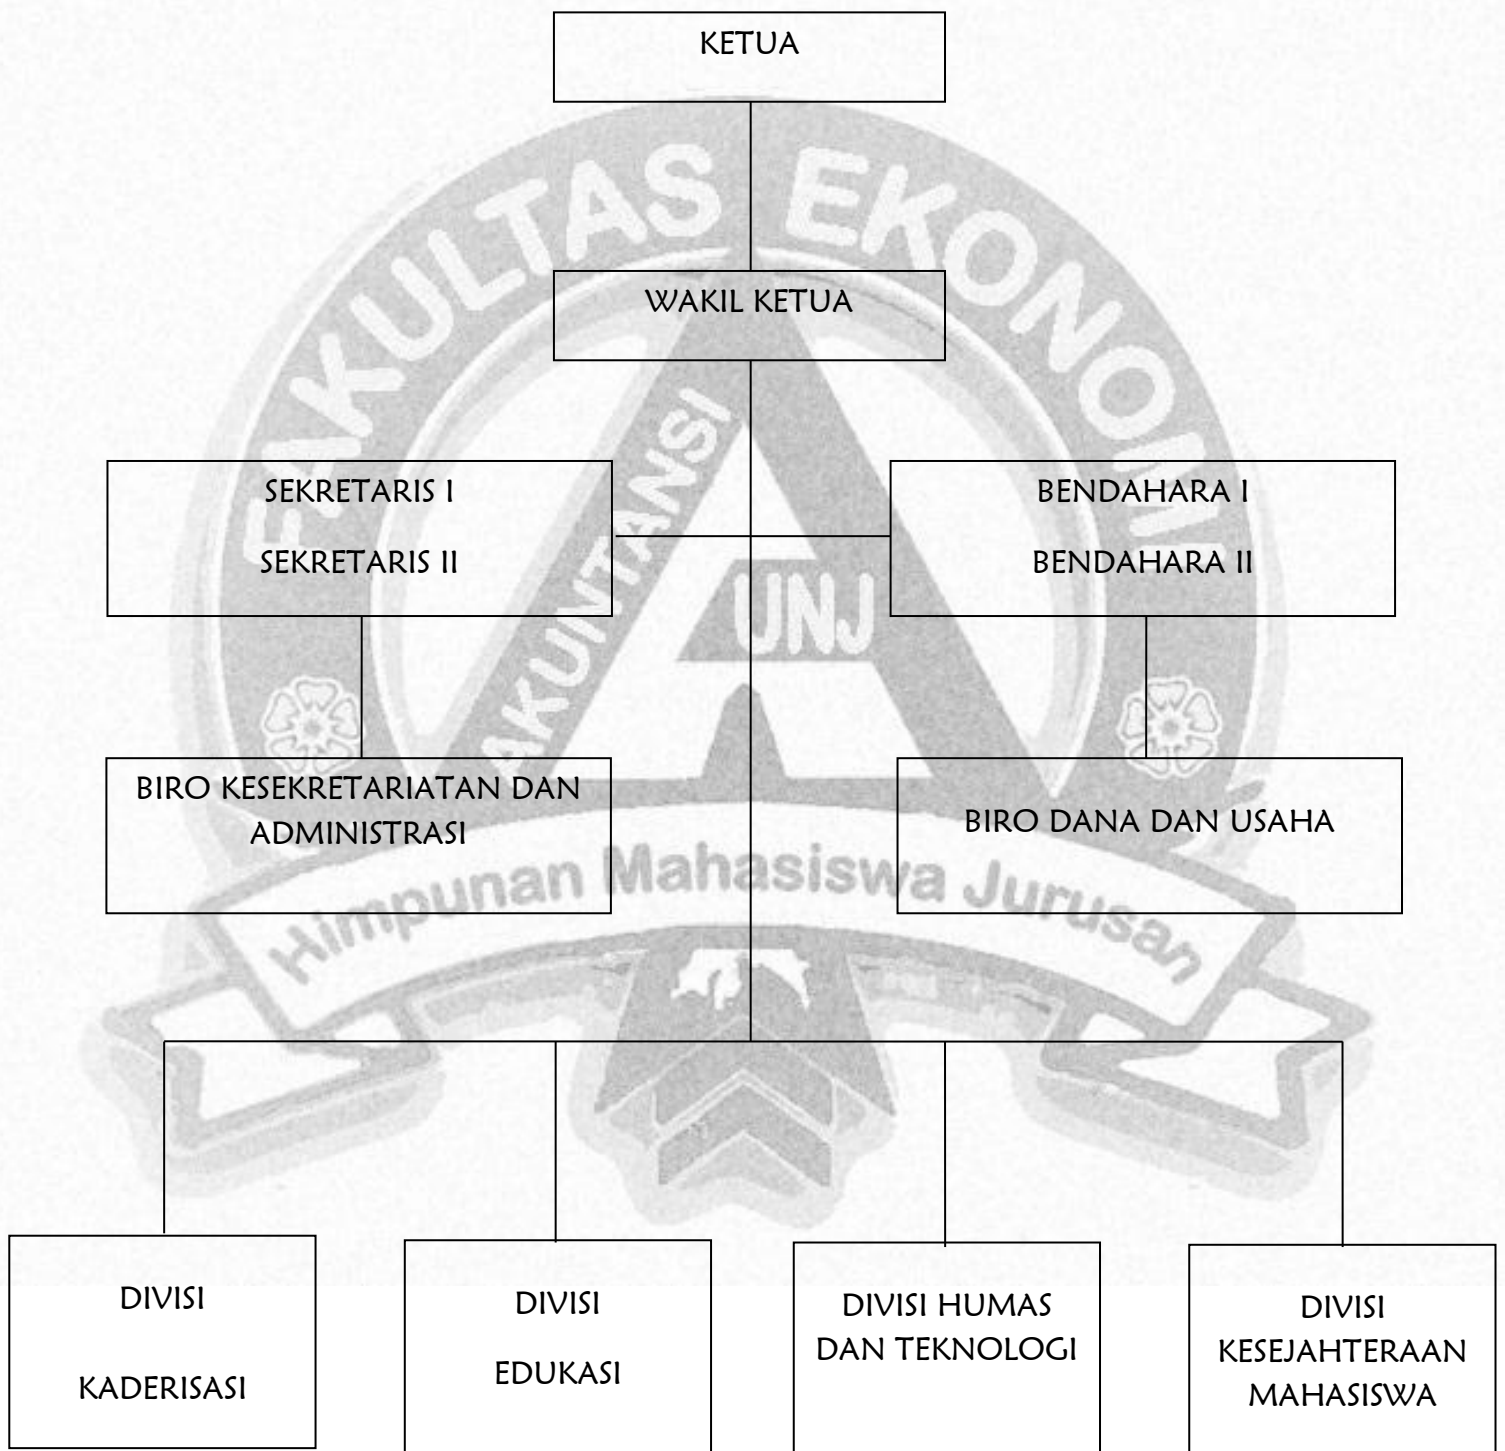 KETUA
FAKULTAS EKONOMI
WAKIL KETUA
AKUNTANSI
SEKRETARIS I
SEKRETARIS II
BENDAHARA I
BENDAHARA II
UNJ
BIRO KESEKRETARIATAN DAN
ADMINISTRASI
BIRO DANA DAN USAHA
Himpunan Mahasiswa Jurusan
DIVISI
KADERISASI
DIVISI
EDUKASI
DIVISI HUMAS
DAN TEKNOLOGI
DIVISI
KESEJAHTERAAN
MAHASISWA